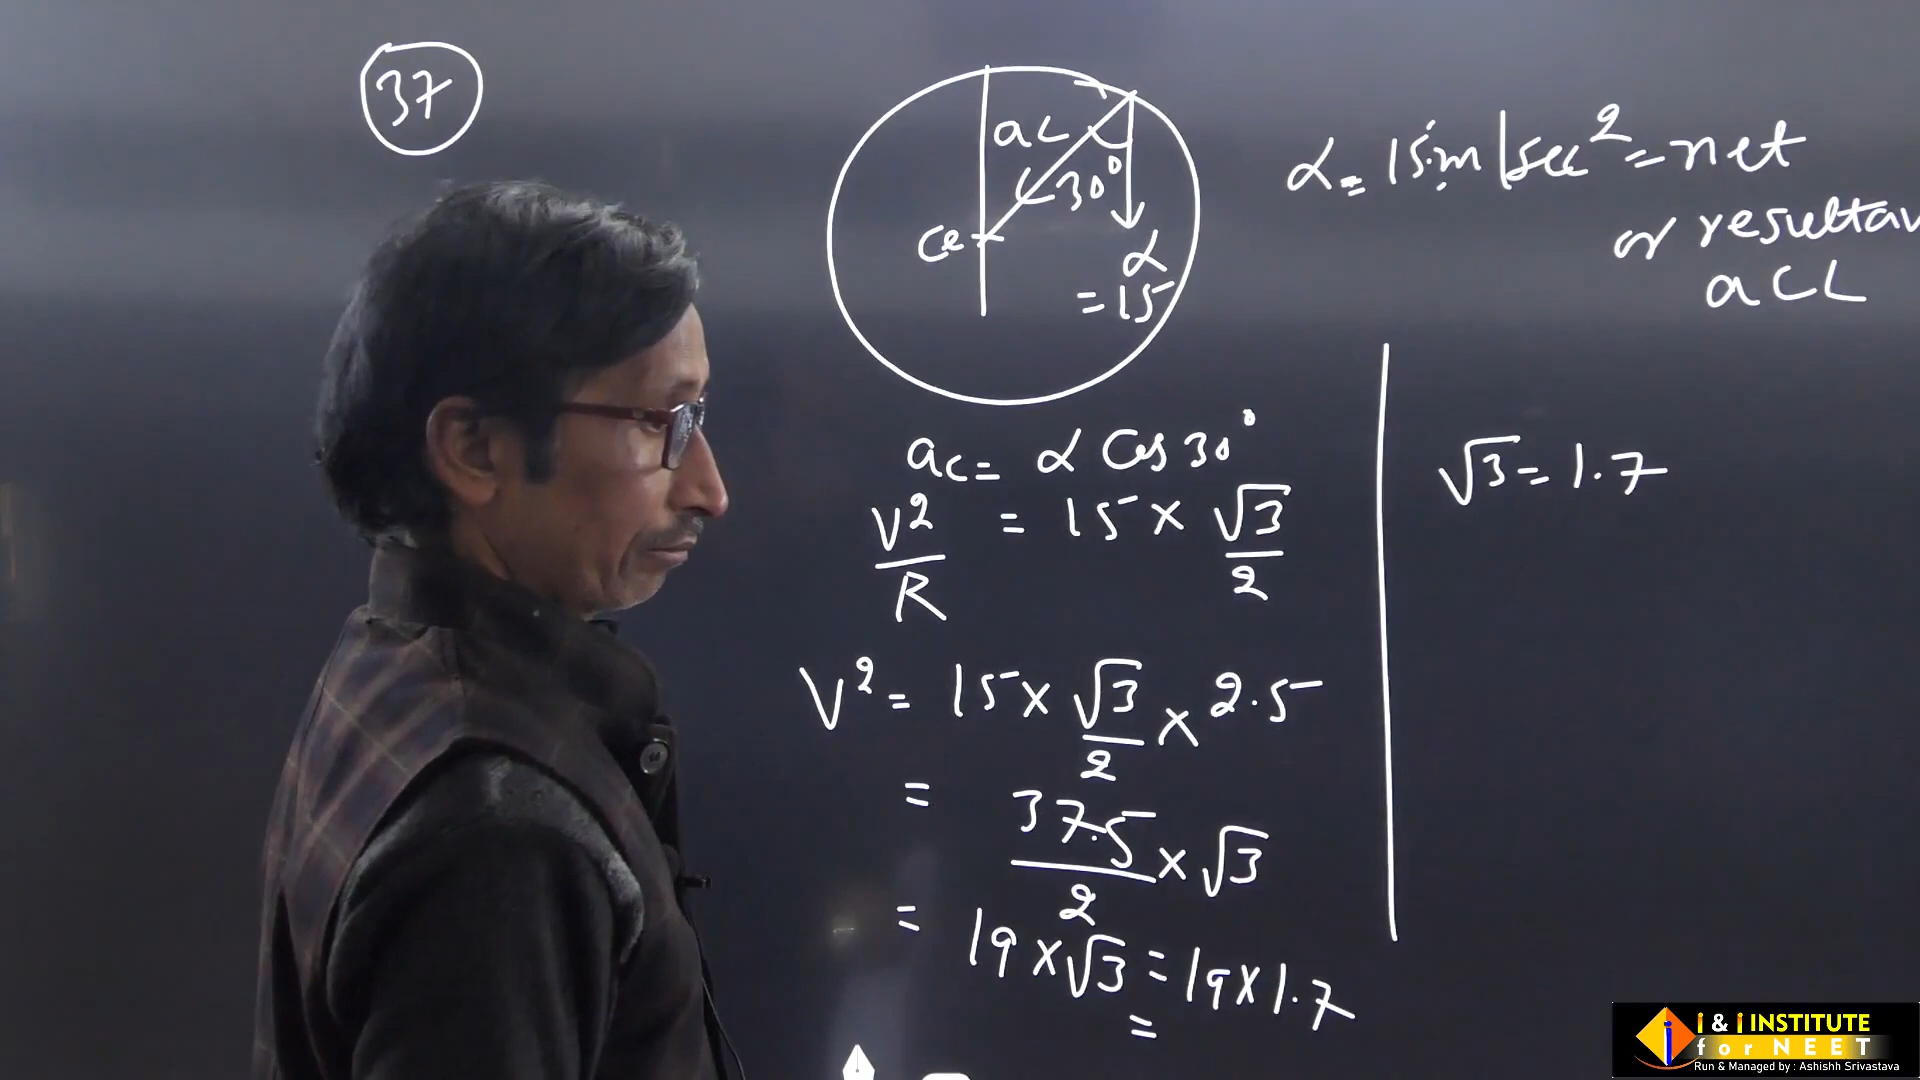 37
ac
30°
Ce
α
= 15
α = 15 m/sec² = net
or resultan
acc
ac = α Cos 30°
V²/R = 15 × √3/2
V² = 15 × √3/2 × 2.5
= 37.5/2 × √3
= 19 × √3 = 19 × 1.7
=
√3 = 1.7
i & i INSTITUTE
for NEET
Run & Managed by : Ashishh Srivastava